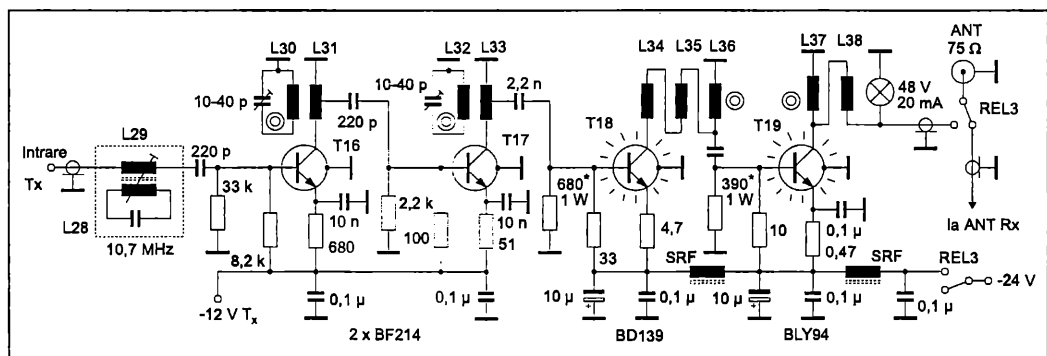 L30 L31 L32 L33 L34 L35 L36 L37 L38 ANT
75 Ω
10-40 p 10-40 p 2,2 n 48 V
20 mA
REL3
L29 220 p T18 T19
Intrare 220 p T16 T17
Tx
33 k 2,2 k 680* 390*
1 W 1 W
L28 10 n 100 10 n 4,7 10 0,1 µ la ANT Rx
680 51 0,47
10,7 MHz
8,2 k 33 SRF SRF REL3
-24 V
-12 V Tx 0,1 µ 0,1 µ 10 µ + 0,1 µ 10 µ + 0,1 µ 0,1 µ
2 x BF214 BD139 BLY94